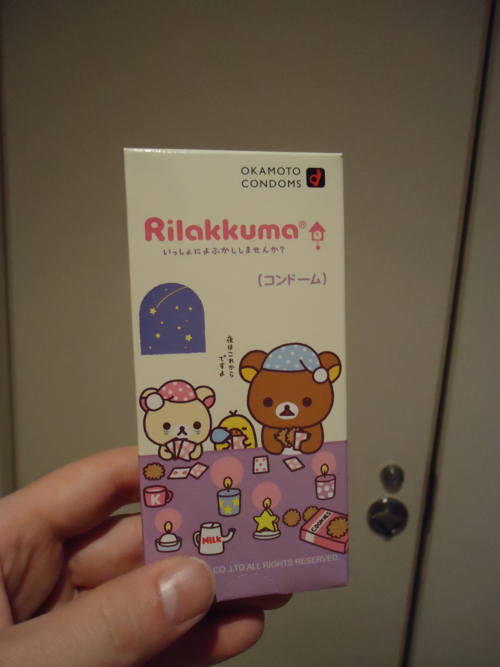 OKAMOTO
CONDOMS
Rilakkuma®
いっしょによふかししませんか?
(コンドーム)
夜はこれから
ですよ
K
MILK
COOKIES
CO.,LTD ALL RIGHTS RESERVED